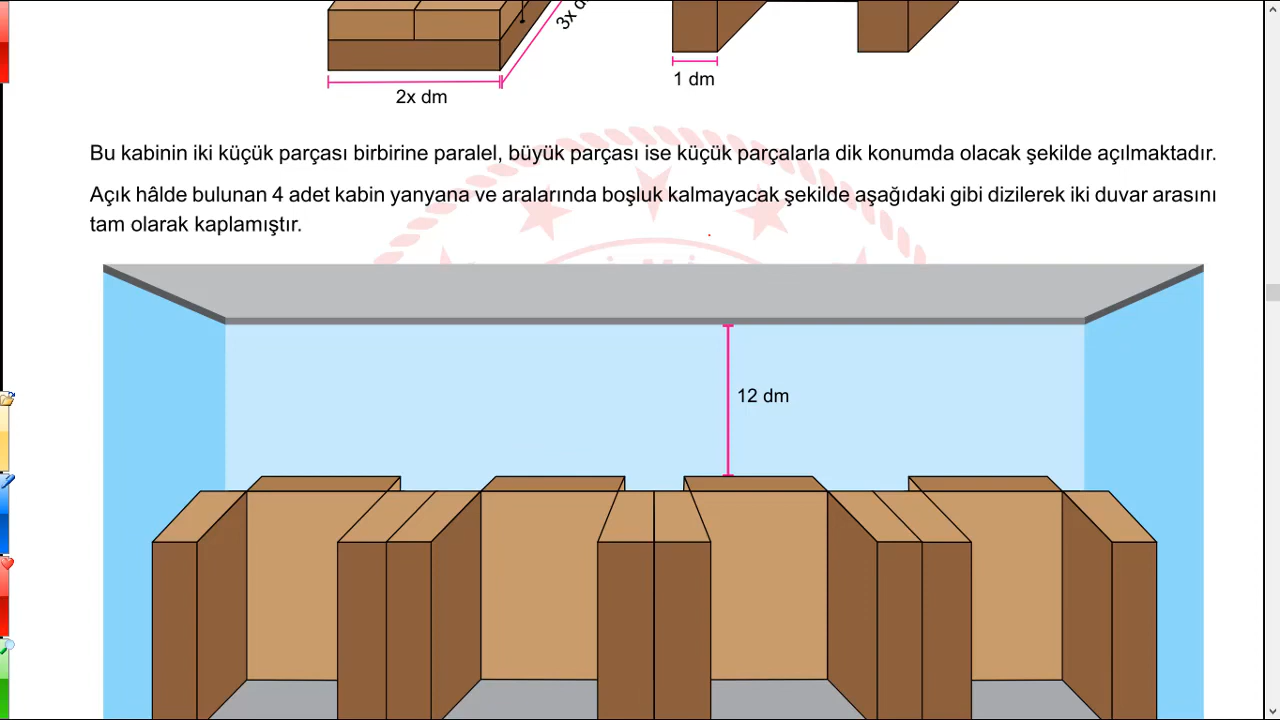 3x d
1 dm
2x dm
Bu kabinin iki küçük parçası birbirine paralel, büyük parçası ise küçük parçalarla dik konumda olacak şekilde açılmaktadır.
Açık hâlde bulunan 4 adet kabin yanyana ve aralarında boşluk kalmayacak şekilde aşağıdaki gibi dizilerek iki duvar arasını
tam olarak kaplamıştır.
12 dm